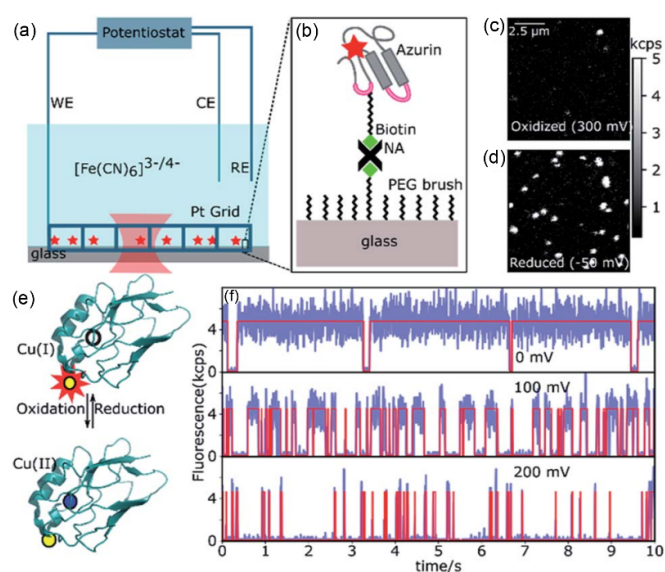 (a)
Potentiostat
WE
CE
[Fe(CN)6]3-/4-
RE
Pt Grid
glass
(b)
Azurin
Biotin
NA
PEG brush
glass
(c)
2.5 µm
Oxidized (300 mV)
(d)
Reduced (-50 mV)
kcps
5
4
3
2
1
(e)
Cu(I)
Oxidation
Reduction
Cu(II)
(f)
Fluorescence(kcps)
4
0
0 mV
4
0
100 mV
4
0
200 mV
0 1 2 3 4 5 6 7 8 9 10
time/s